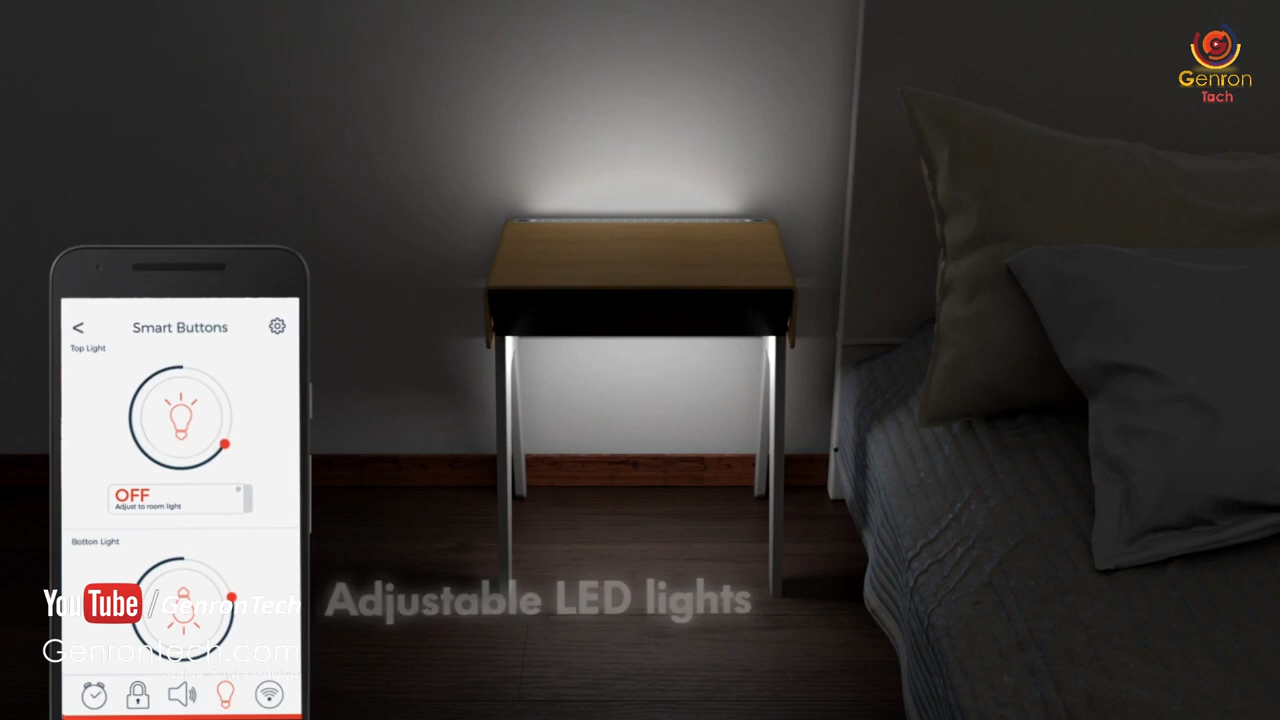 Genron
Tach
< Smart Buttons
Top Light
OFF
Adjust to room light
Botton Light
YouTube / GenronTech
Adjustable LED lights
Genrontech.com